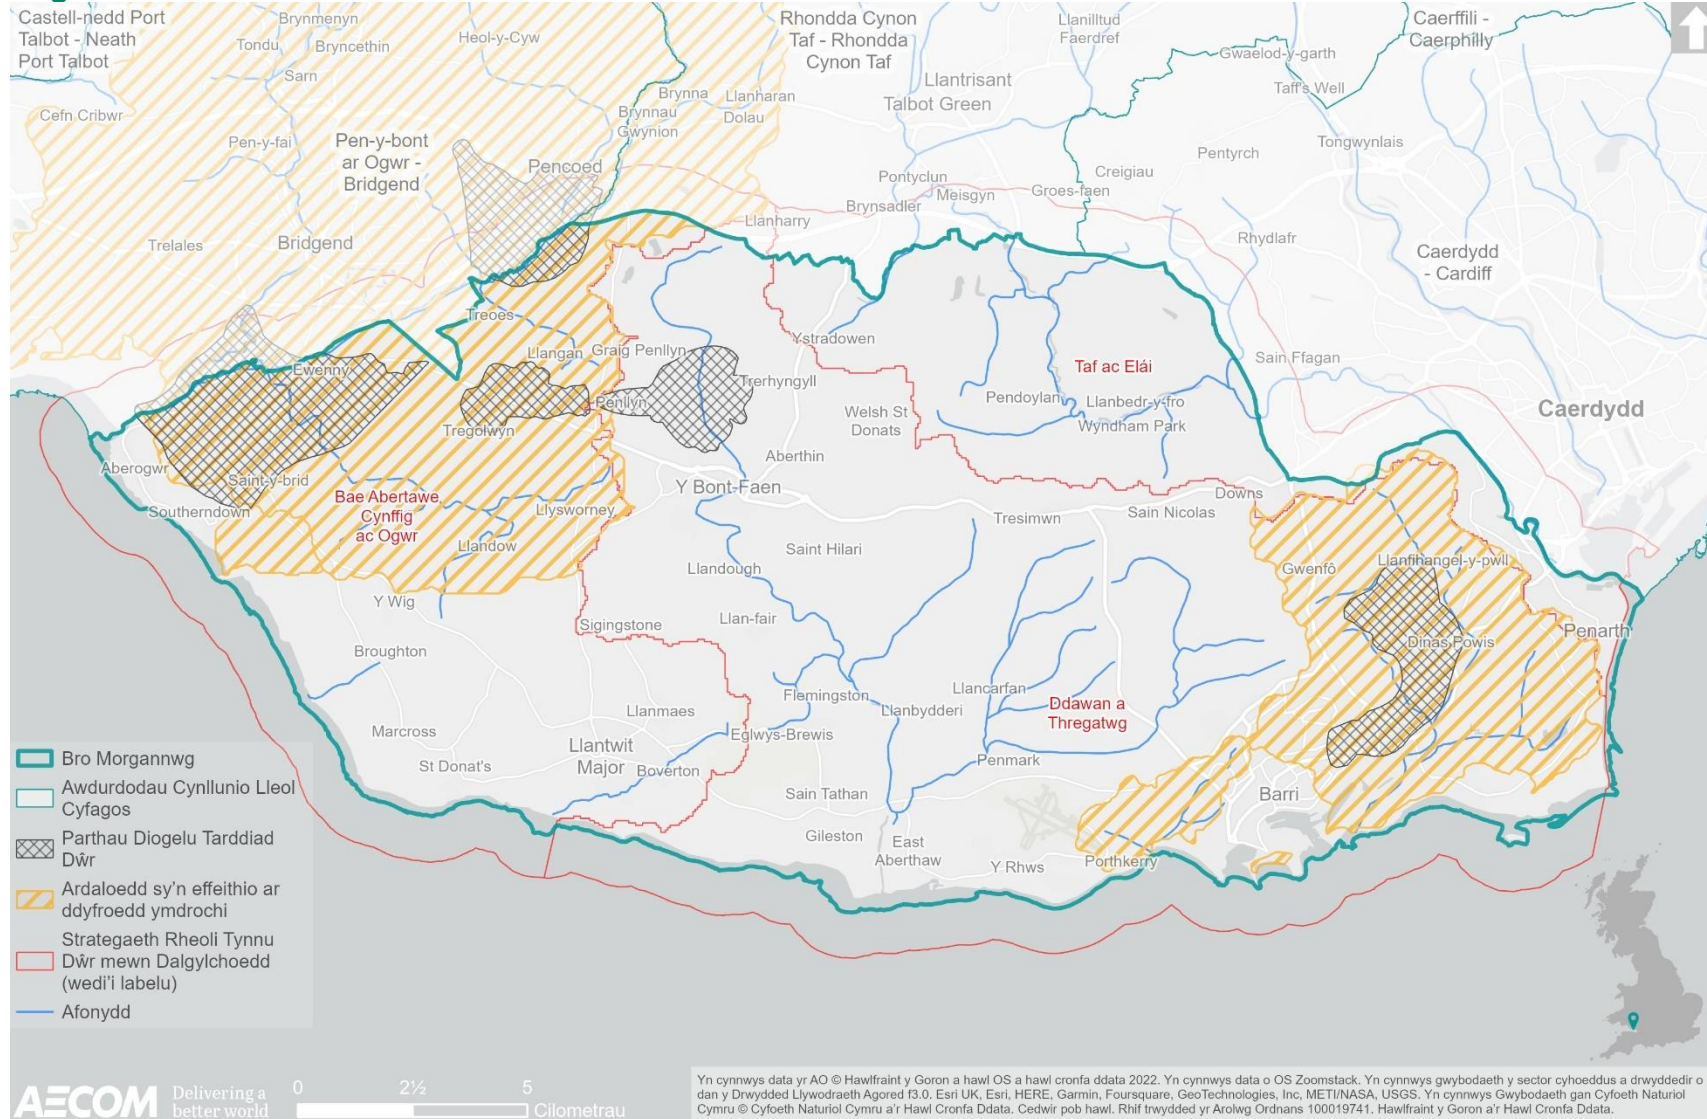 Castell-nedd Port
Talbot - Neath
Port Talbot
Brynmenyn
Tondu
Bryncethin
Heol-y-Cyw
Sarn
Cefn Cribwr
Pen-y-fai
Pen-y-bont
ar Ogwr -
Bridgend
Brynna
Llanharan
Brynnau
Gwynion
Dolau
Pencoed
Trelales
Bridgend
Rhondda Cynon
Taf - Rhondda
Cynon Taf
Llanilltud
Faerdref
Llantrisant
Talbot Green
Caerffili -
Caerphilly
Gwaelod-y-garth
Taff's Well
Tongwynlais
Pentyrch
Creigiau
Groes-faen
Pontyclun
Meisgyn
Brynsadler
Llanharry
Rhydlafr
Caerdydd
- Cardiff
Caerdydd
Sain Ffagan
Treoes
Llangan
Graig Penllyn
Ewenny
Penllyn
Tregolwyn
Trerhyngyll
Ystradowen
Welsh St
Donats
Aberthin
Y Bont-Faen
Pendoylan
Taf ac Elái
Llanbedr-y-fro
Wyndham Park
Downs
Sain Nicolas
Tresimwn
Aberogwr
Saint-y-brid
Southerndown
Bae Abertawe,
Cynffig
ac Ogwr
Llysworney
Llandow
Y Wig
Sigingstone
Broughton
Marcross
St Donat's
Llanmaes
Llantwit
Major
Boverton
Saint Hilari
Llandough
Llan-fair
Flemingston
Eglwys-Brewis
Llanbydderi
Llancarfan
Ddawan a
Thregatwg
Penmark
Sain Tathan
Gileston
East
Aberthaw
Y Rhws
Porthkerry
Barri
Gwenfô
Llanfihangel-y-pwll
Dinas Powis
Penarth
Bro Morgannwg
Awdurdodau Cynllunio Lleol
Cyfagos
Parthau Diogelu Tarddiad
Dŵr
Ardaloedd sy'n effeithio ar
ddyfroedd ymdrochi
Strategaeth Rheoli Tynnu
Dŵr mewn Dalgylchoedd
(wedi'i labelu)
Afonydd
AECOM
Delivering a
better world
0 2½ 5
Cilometrau
Yn cynnwys data yr AO © Hawlfraint y Goron a hawl OS a hawl cronfa ddata 2022. Yn cynnwys data o OS Zoomstack. Yn cynnwys gwybodaeth y sector cyhoeddus a drwyddedir o
dan y Drwydded Llywodraeth Agored f3.0. Esri UK, Esri, HERE, Garmin, Foursquare, GeoTechnologies, Inc, METI/NASA, USGS. Yn cynnwys Gwybodaeth gan Cyfoeth Naturiol
Cymru © Cyfoeth Naturiol Cymru a'r Hawl Cronfa Ddata. Cedwir pob hawl. Rhif trwydded yr Arolwg Ordnans 100019741. Hawlfraint y Goron a'r Hawl Cronfa Ddata